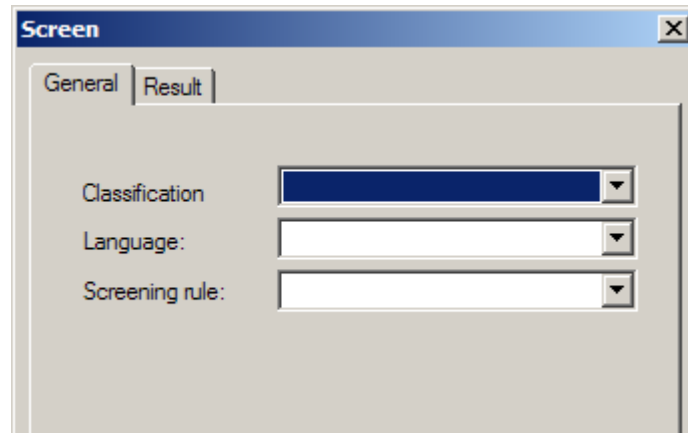 Screen
General Result
Classification
Language:
Screening rule: